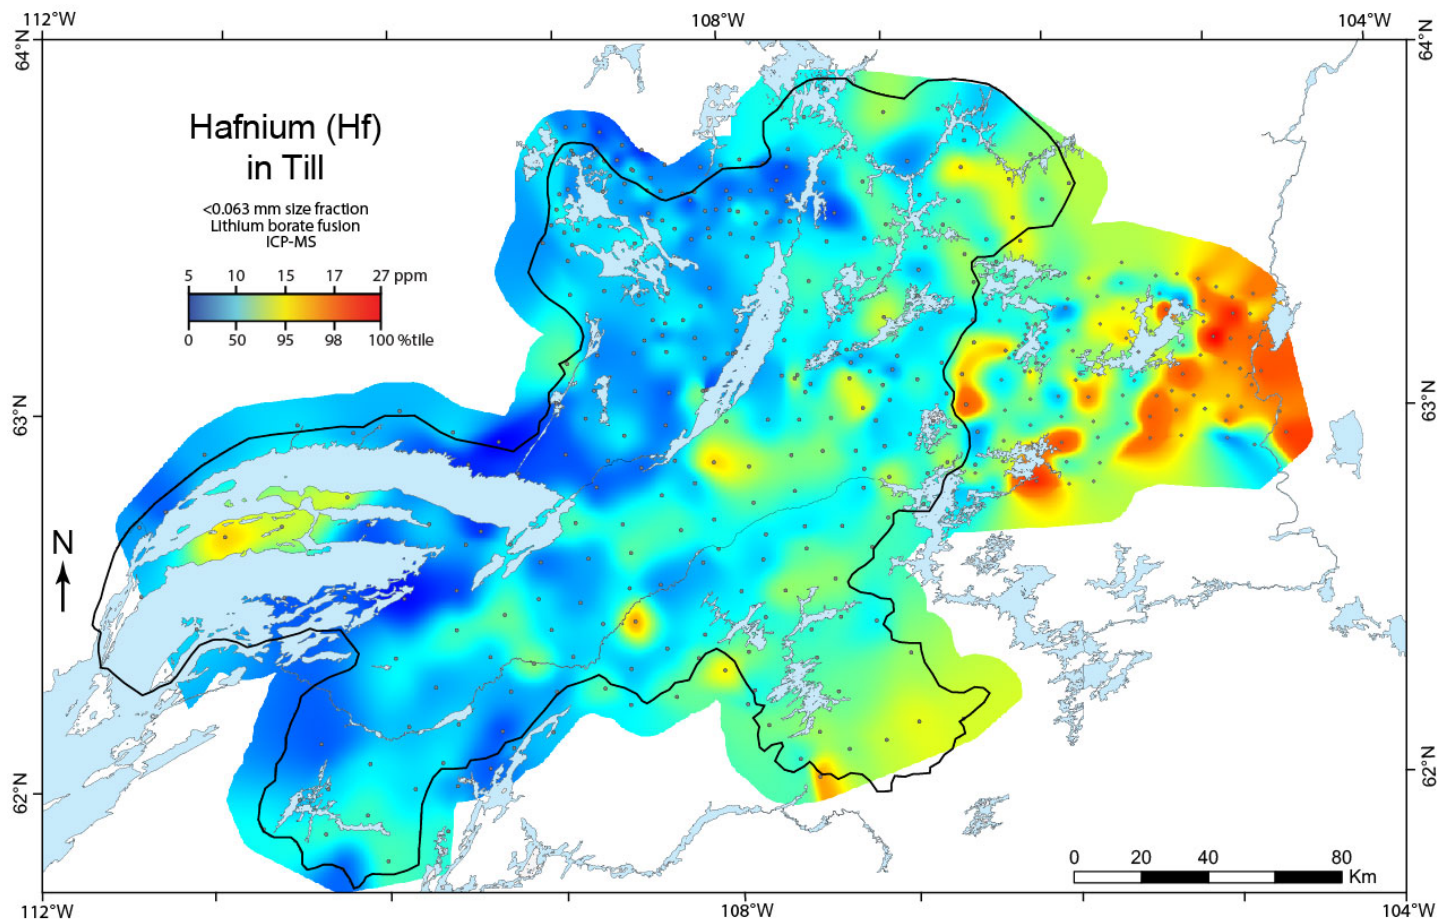 112°W 108°W 104°W
64°N 64°N
Hafnium (Hf)
in Till
<0.063 mm size fraction
Lithium borate fusion
ICP-MS
5 10 15 17 27 ppm
0 50 95 98 100 %tile
63°N 63°N
N
62°N 62°N
0 20 40 80
Km
112°W 108°W 104°W